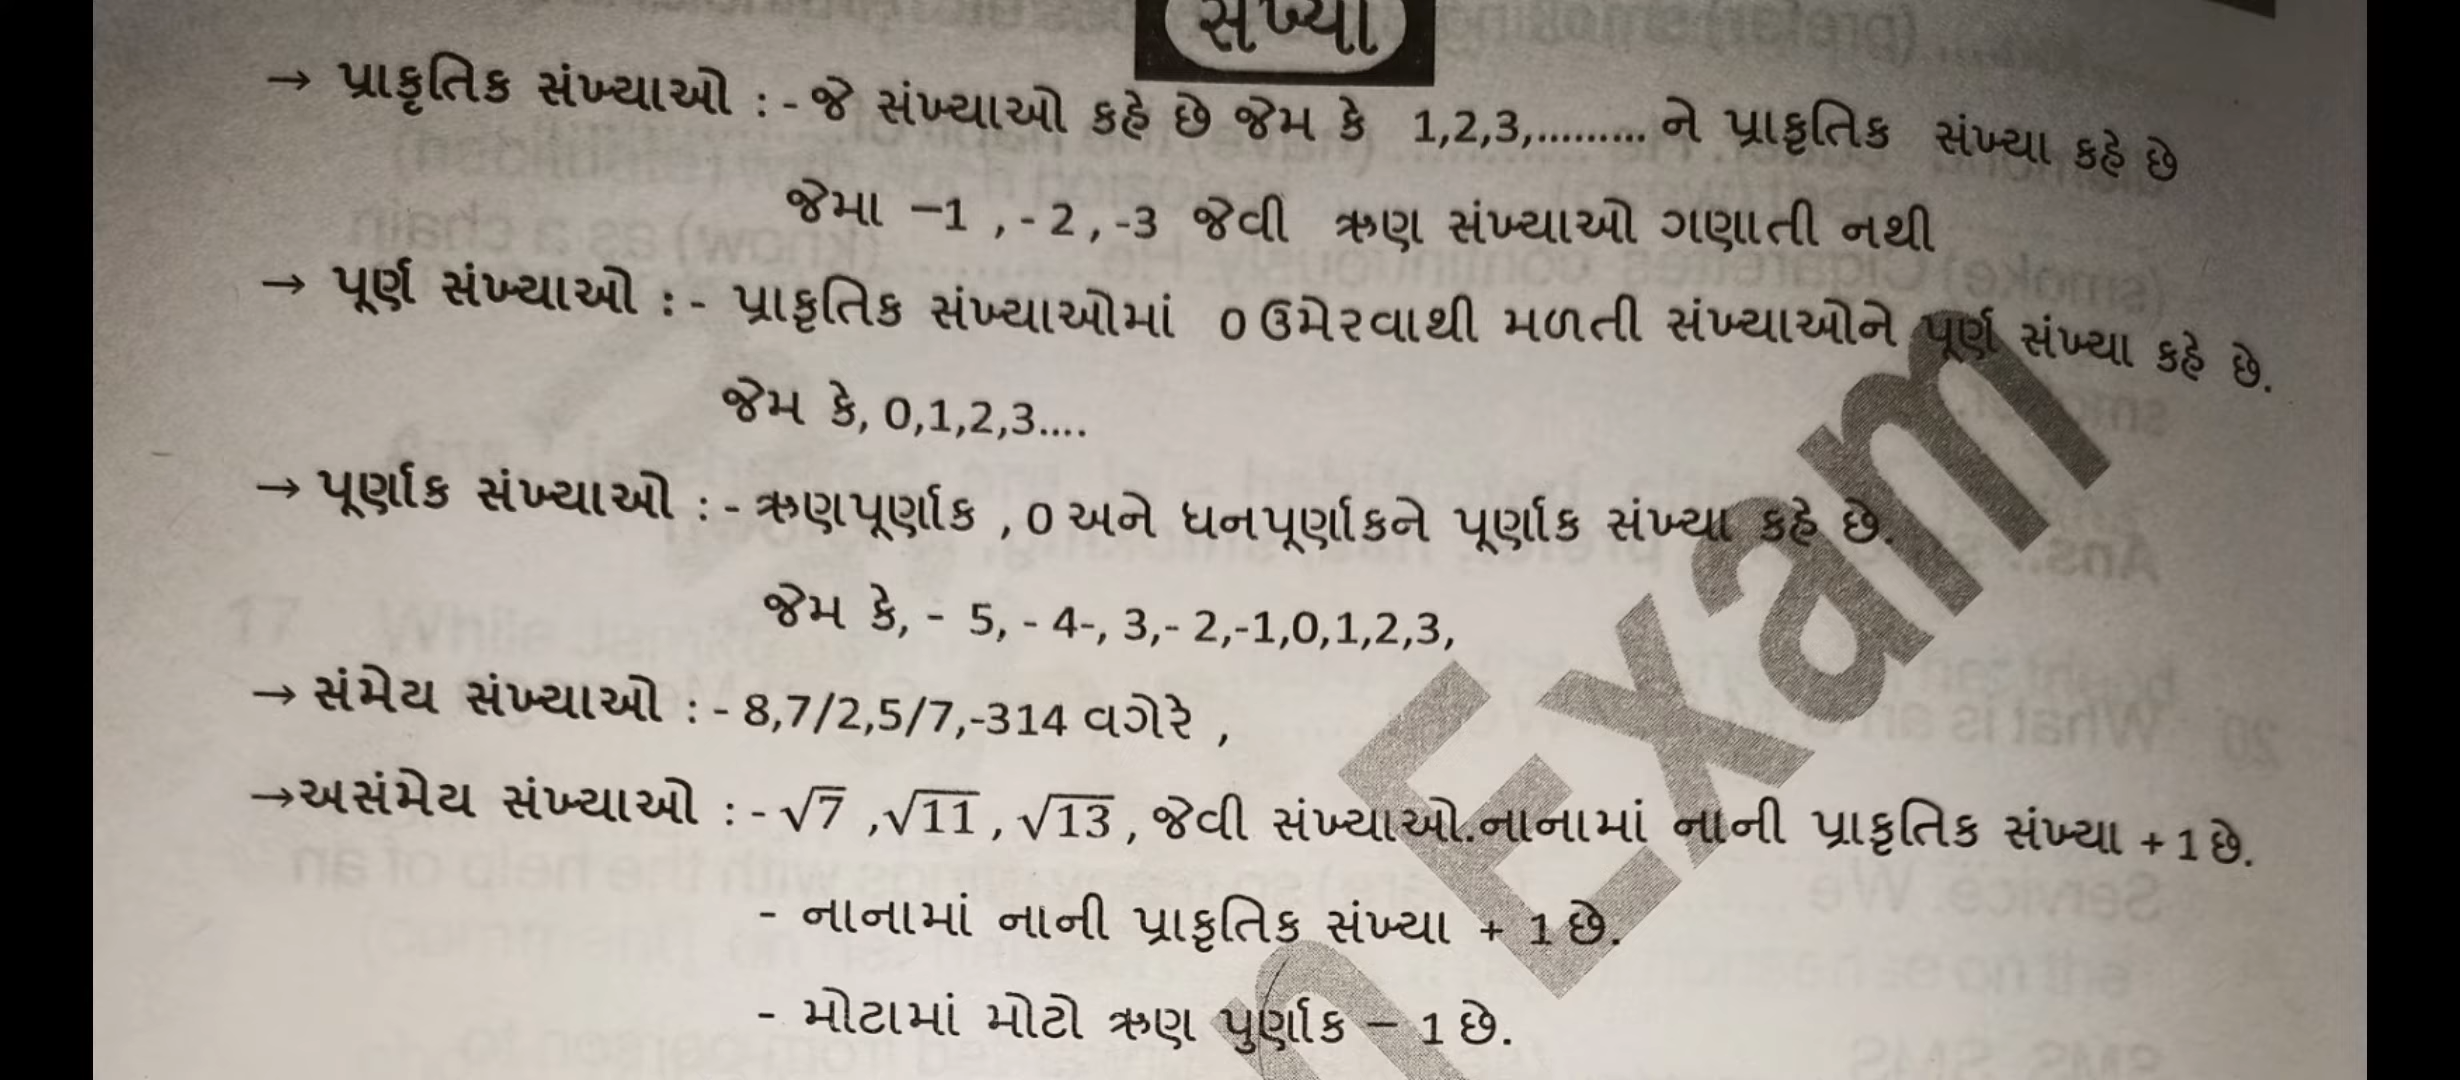 સંખ્યા
→ પ્રાકૃતિક સંખ્યાઓ : - જે સંખ્યાઓ કહે છે જેમ કે 1,2,3,......... ને પ્રાકૃતિક સંખ્યા કહે છે
જેમા –1 , - 2 , -3 જેવી ઋણ સંખ્યાઓ ગણાતી નથી
→ પૂર્ણ સંખ્યાઓ : - પ્રાકૃતિક સંખ્યાઓમાં 0 ઉમેરવાથી મળતી સંખ્યાઓને પૂર્ણ સંખ્યા કહે છે.
જેમ કે, 0,1,2,3....
→ પૂર્ણાક સંખ્યાઓ : - ઋણપૂર્ણાક , 0 અને ધનપૂર્ણાકને પૂર્ણાક સંખ્યા કહે છે.
જેમ કે, - 5, - 4-, 3,- 2,-1,0,1,2,3,
→ સંમેય સંખ્યાઓ : - 8,7/2,5/7,-314 વગેરે ,
→અસંમેય સંખ્યાઓ : - √7 ,√11 , √13 , જેવી સંખ્યાઓ.નાનામાં નાની પ્રાકૃતિક સંખ્યા + 1 છે.
- નાનામાં નાની પ્રાકૃતિક સંખ્યા + 1 છે.
- મોટામાં મોટો ઋણ પુર્ણાક – 1 છે.
Exam